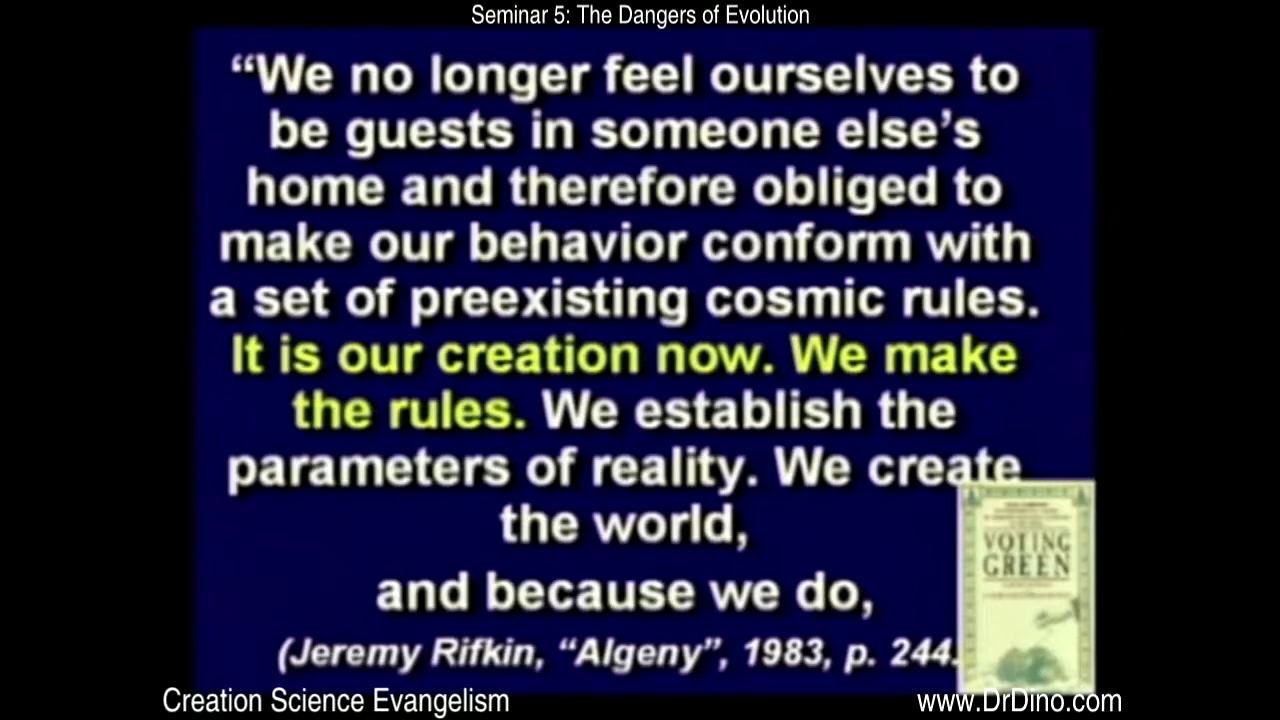 Seminar 5: The Dangers of Evolution
“We no longer feel ourselves to
be guests in someone else’s
home and therefore obliged to
make our behavior conform with
a set of preexisting cosmic rules.
It is our creation now. We make
the rules. We establish the
parameters of reality. We create
the world,
and because we do,
(Jeremy Rifkin, “Algeny”, 1983, p. 244.
VOTING
GREEN
Creation Science Evangelism
www.DrDino.com